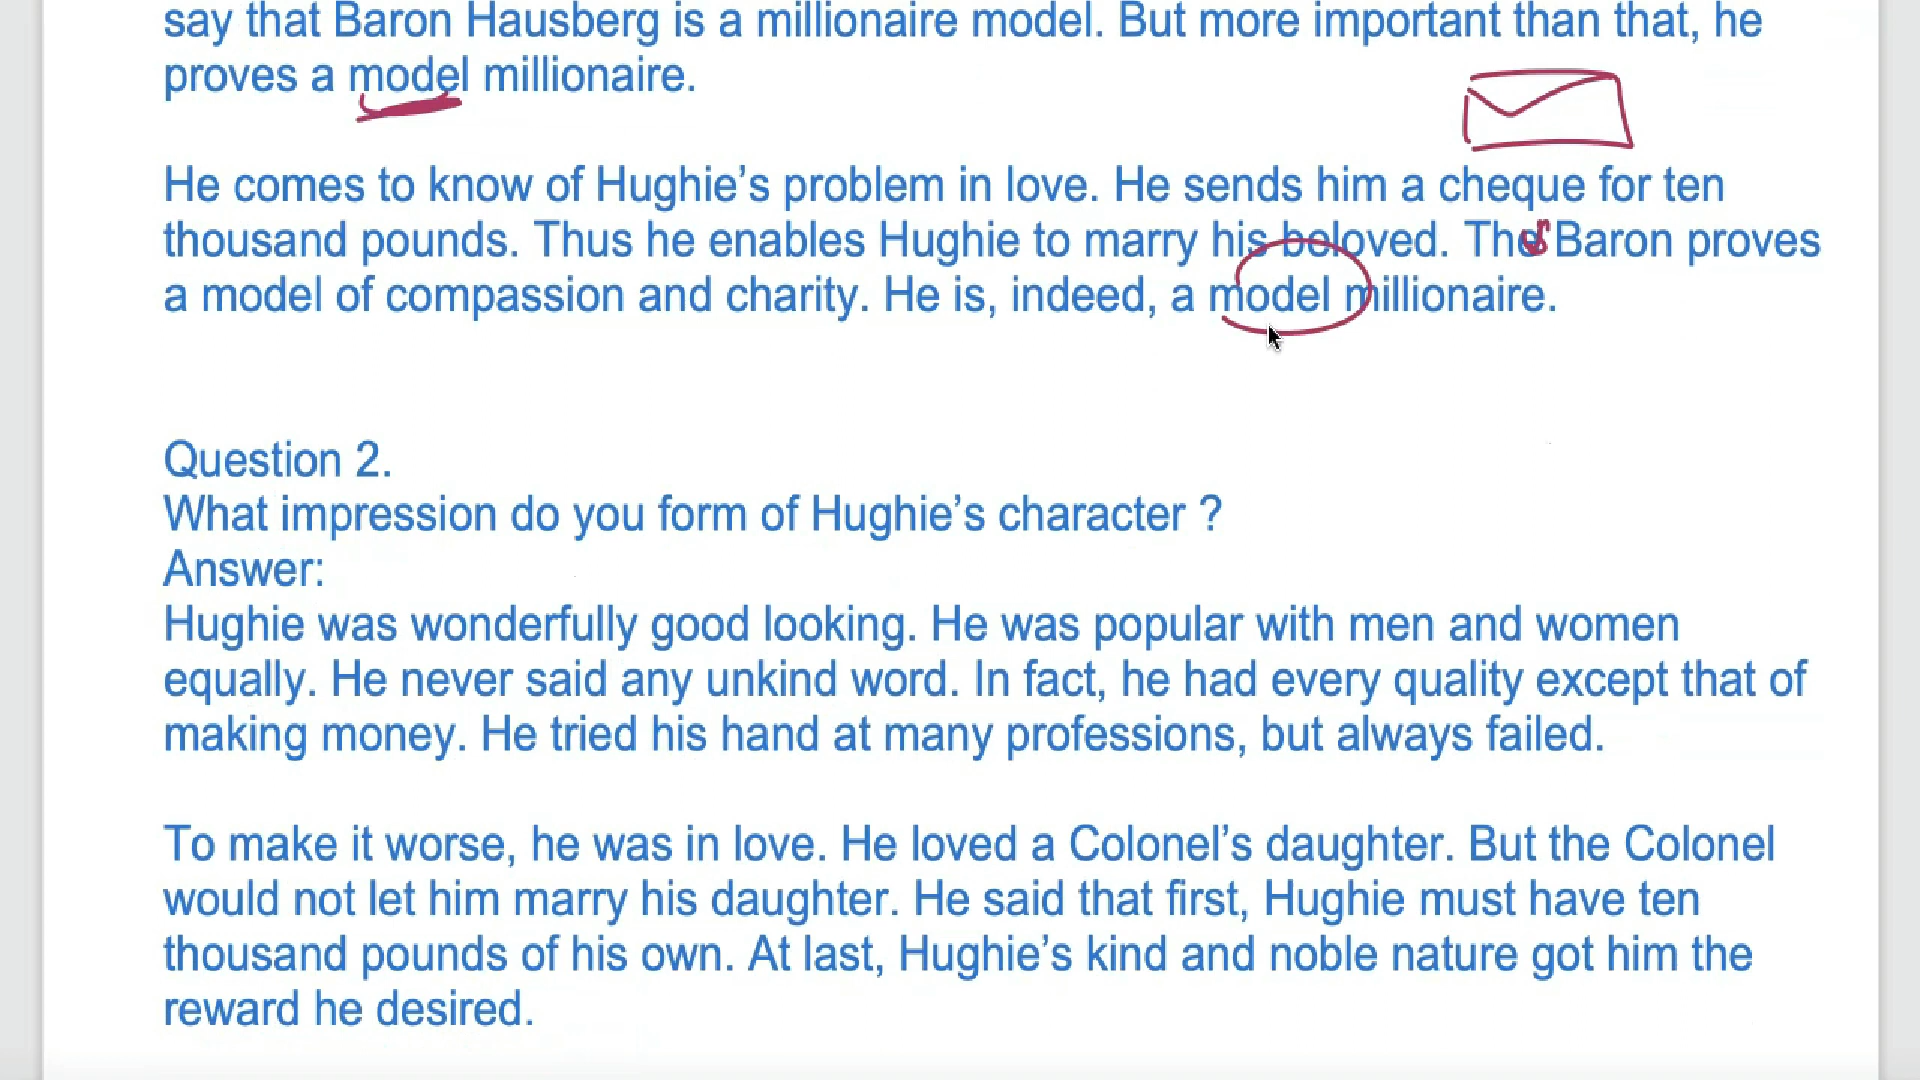 say that Baron Hausberg is a millionaire model. But more important than that, he
proves a model millionaire.
He comes to know of Hughie’s problem in love. He sends him a cheque for ten
thousand pounds. Thus he enables Hughie to marry his beloved. The Baron proves
a model of compassion and charity. He is, indeed, a model millionaire.
Question 2.
What impression do you form of Hughie’s character ?
Answer:
Hughie was wonderfully good looking. He was popular with men and women
equally. He never said any unkind word. In fact, he had every quality except that of
making money. He tried his hand at many professions, but always failed.
To make it worse, he was in love. He loved a Colonel’s daughter. But the Colonel
would not let him marry his daughter. He said that first, Hughie must have ten
thousand pounds of his own. At last, Hughie’s kind and noble nature got him the
reward he desired.